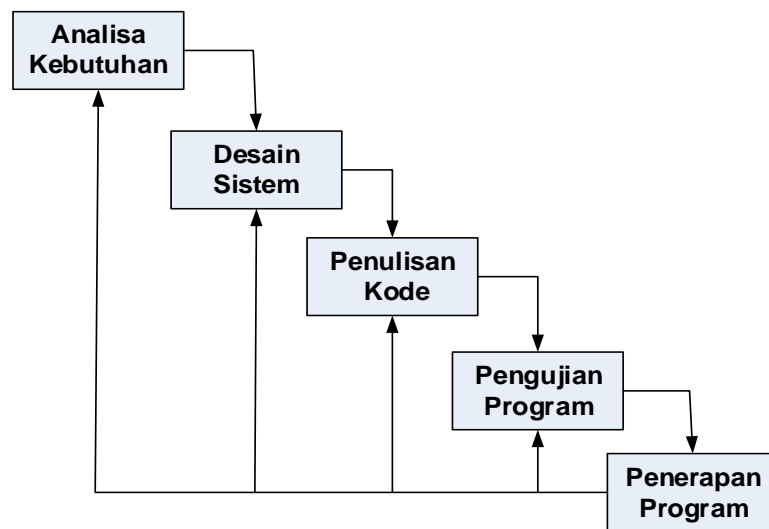 Analisa
Kebutuhan
Desain
Sistem
Penulisan
Kode
Pengujian
Program
Penerapan
Program